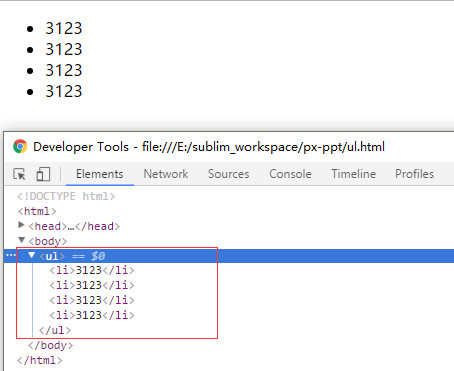 3123
3123
3123
3123
Developer Tools - file:///E:/sublim_workspace/px-ppt/ul.html
Elements Network Sources Console Timeline Profiles
<!DOCTYPE html>
<html>
<head>…</head>
<body>
<ul> == $0
<li>3123</li>
<li>3123</li>
<li>3123</li>
<li>3123</li>
</ul>
</body>
</html>